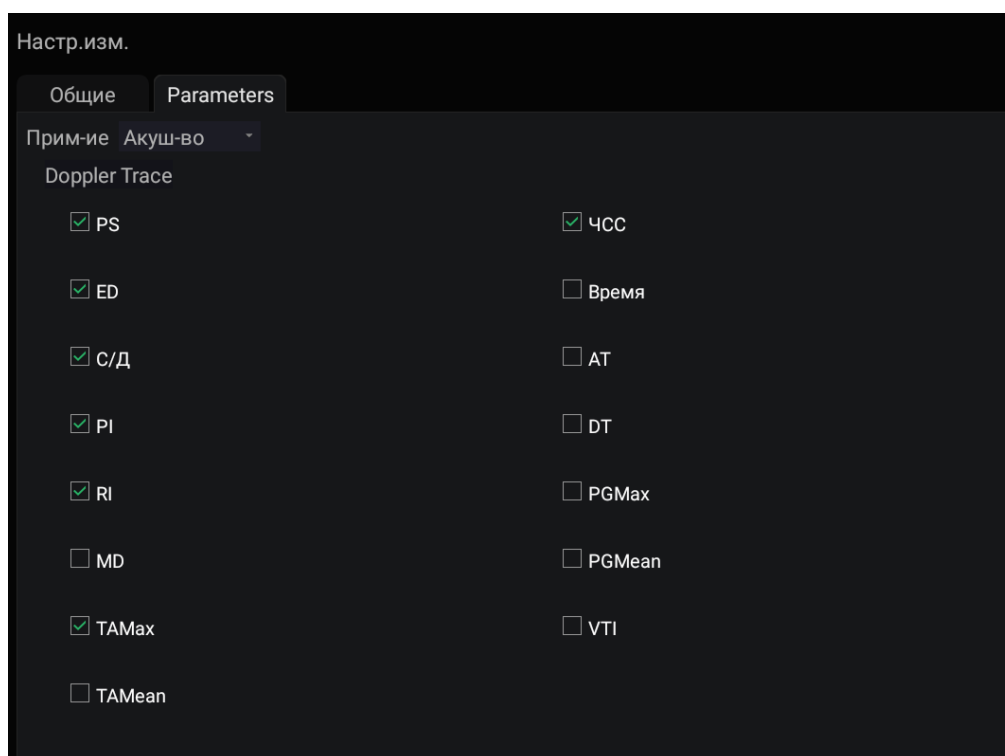 Настр.изм.
Общие Parameters
Прим-ие Акуш-во
Doppler Trace
PS ЧСС
ED Время
С/Д AT
PI DT
RI PGMax
MD PGMean
TAMax VTI
TAMean